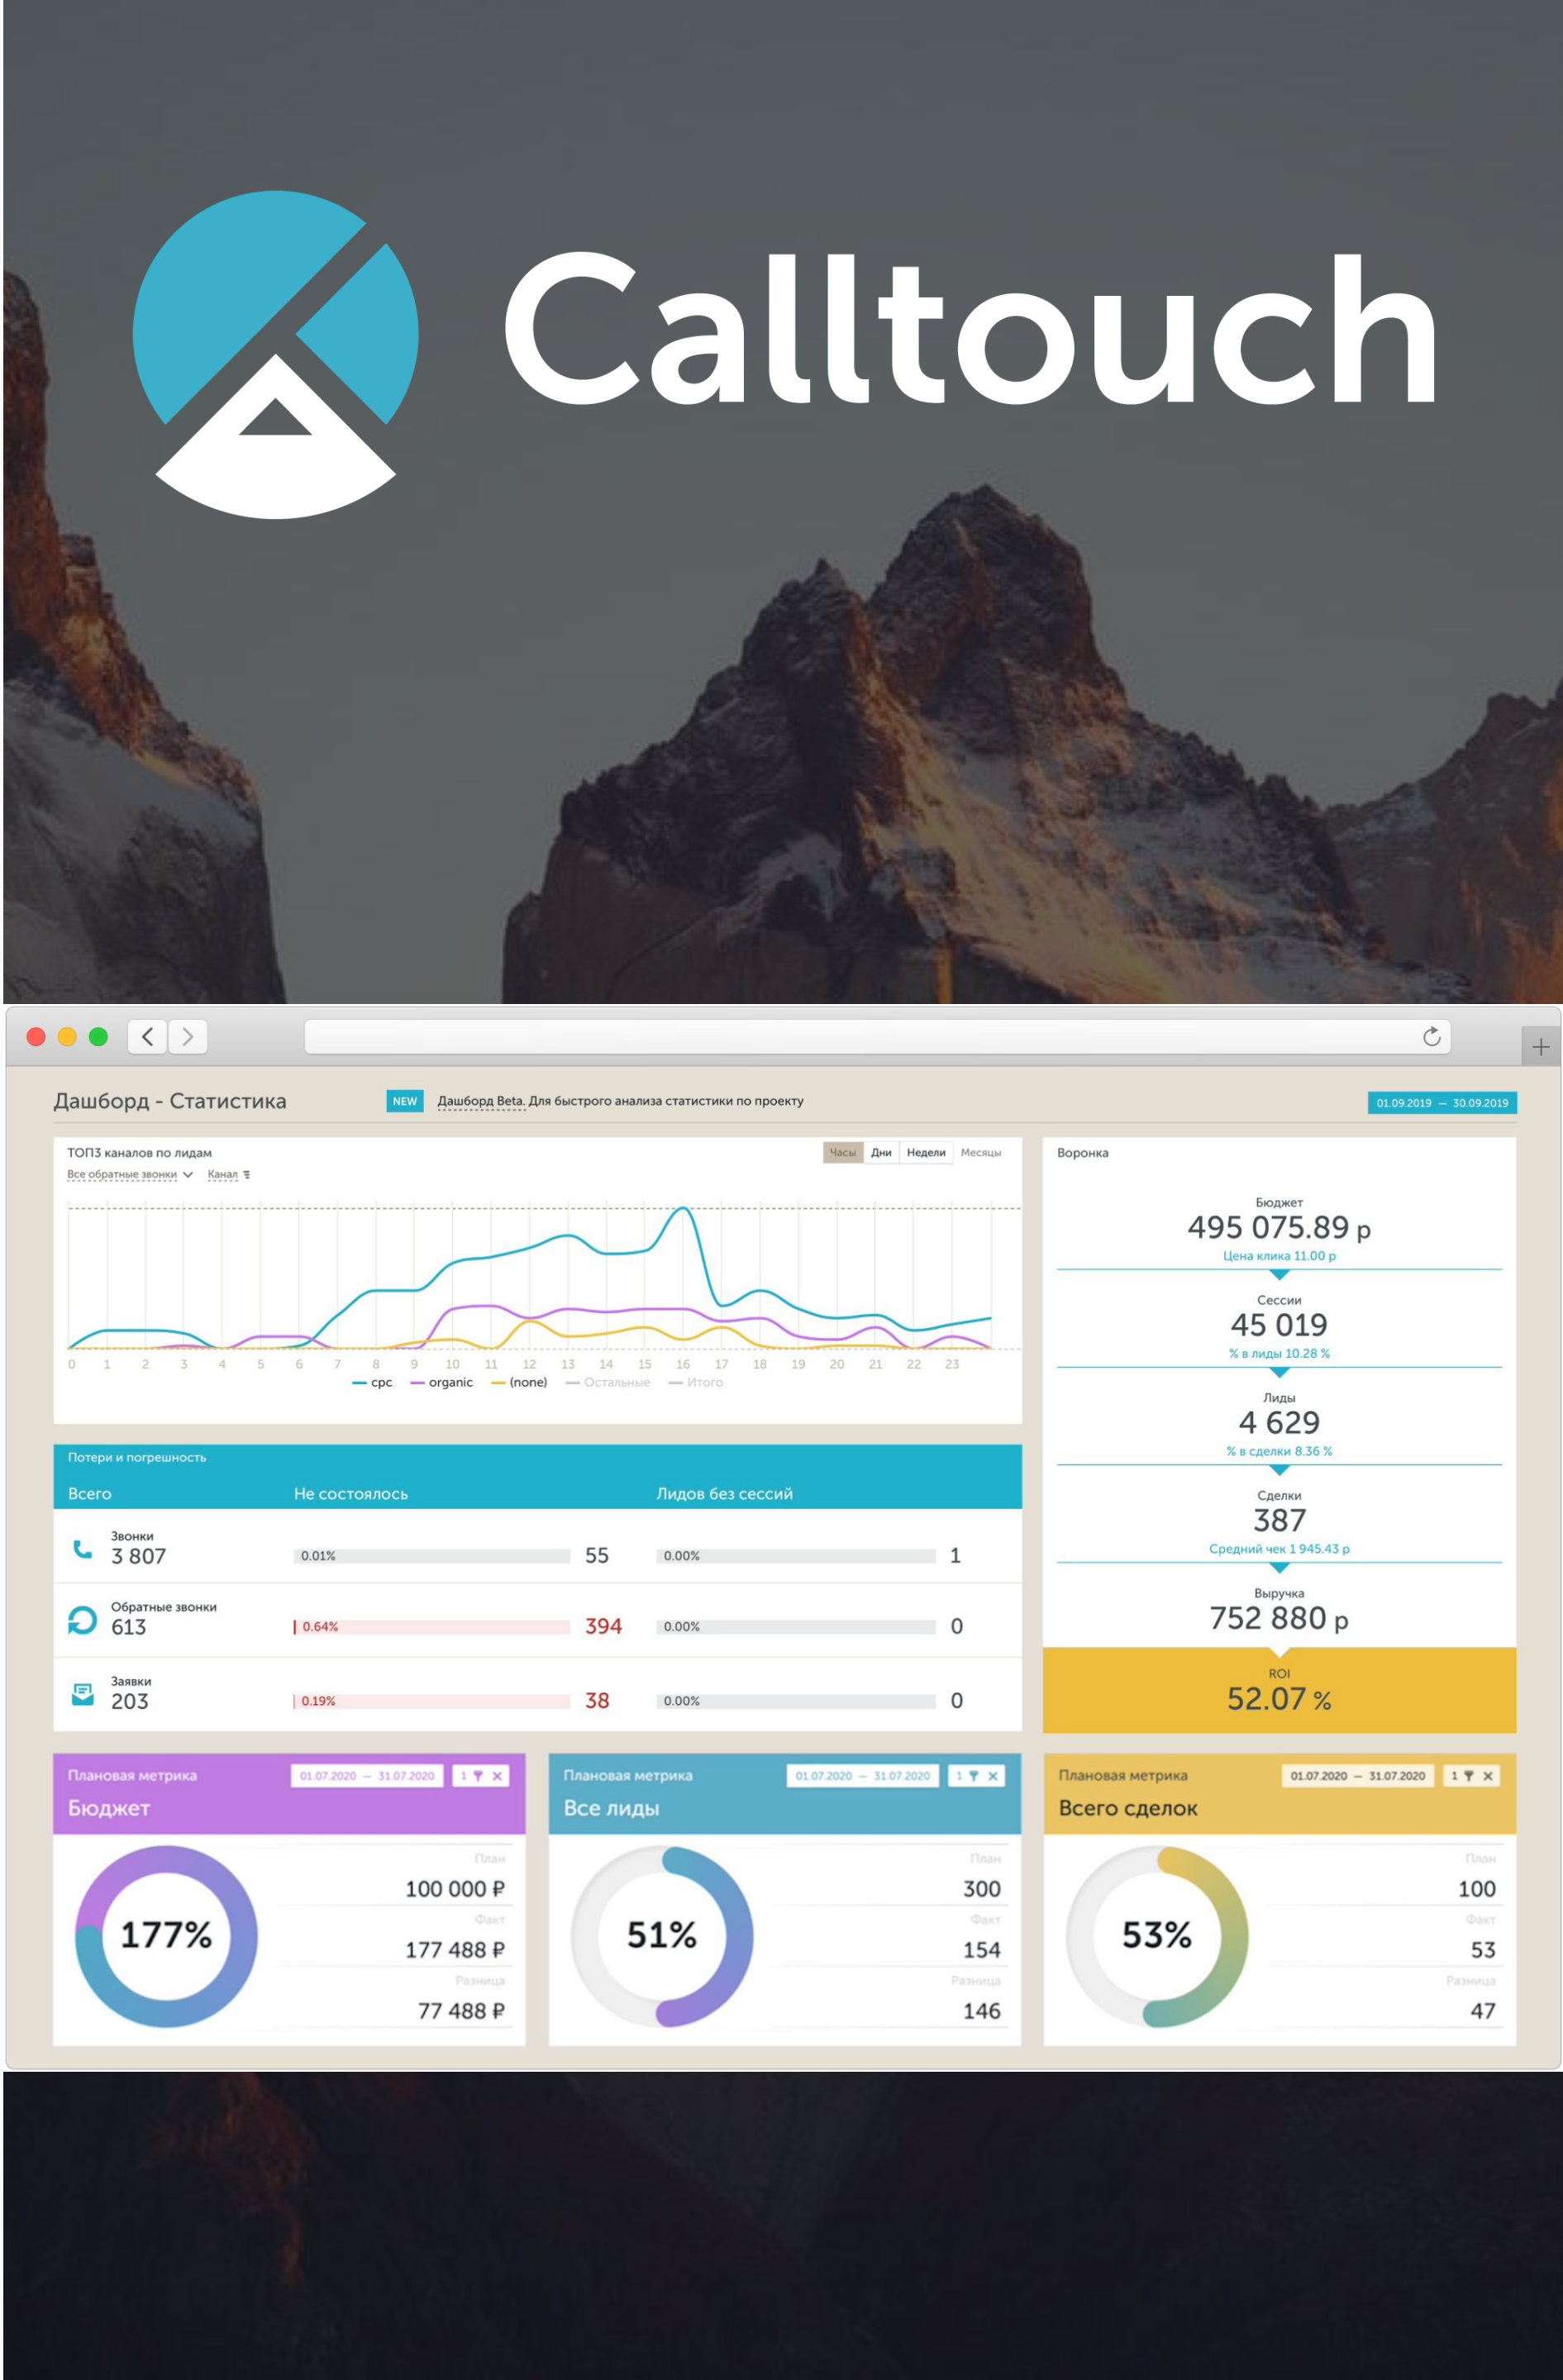 Calltouch
Дашборд - Статистика
NEW
Дашборд Beta. Для быстрого анализа статистики по проекту
01.09.2019 — 30.09.2019
ТОП3 каналов по лидам
Часы Дни Недели Месяцы
Все обратные звонки Канал
0 1 2 3 4 5 6 7 8 9 10 11 12 13 14 15 16 17 18 19 20 21 22 23
cpc organic (none) Остальные Итого
Воронка
Бюджет
495 075.89 р
Цена клика 11.00 р
Сессии
45 019
% в лиды 10.28 %
Лиды
4 629
% в сделки 8.36 %
Сделки
387
Средний чек 1 945.43 р
Выручка
752 880 р
ROI
52.07 %
Потери и погрешность
Всего Не состоялось Лидов без сессий
Звонки
3 807 0.01% 55 0.00% 1
Обратные звонки
613 0.64% 394 0.00% 0
Заявки
203 0.19% 38 0.00% 0
Плановая метрика 01.07.2020 — 31.07.2020 1
Бюджет
177%
План
100 000 ₽
Факт
177 488 ₽
Разница
77 488 ₽
Плановая метрика 01.07.2020 — 31.07.2020 1
Все лиды
51%
План
300
Факт
154
Разница
146
Плановая метрика 01.07.2020 — 31.07.2020 1
Всего сделок
53%
План
100
Факт
53
Разница
47